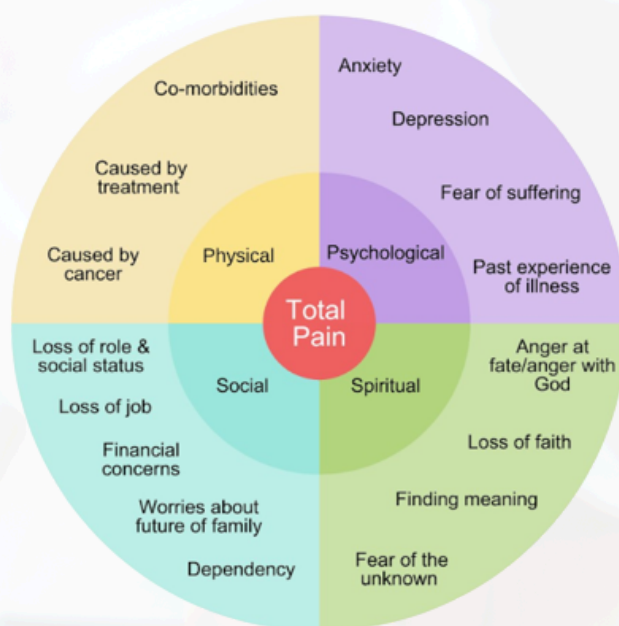 Co-morbidities
Caused by
treatment
Caused by
cancer
Physical
Anxiety
Depression
Fear of suffering
Past experience
of illness
Psychological
Total
Pain
Loss of role &
social status
Loss of job
Financial
concerns
Worries about
future of family
Dependency
Social
Anger at
fate/anger with
God
Loss of faith
Finding meaning
Fear of the
unknown
Spiritual